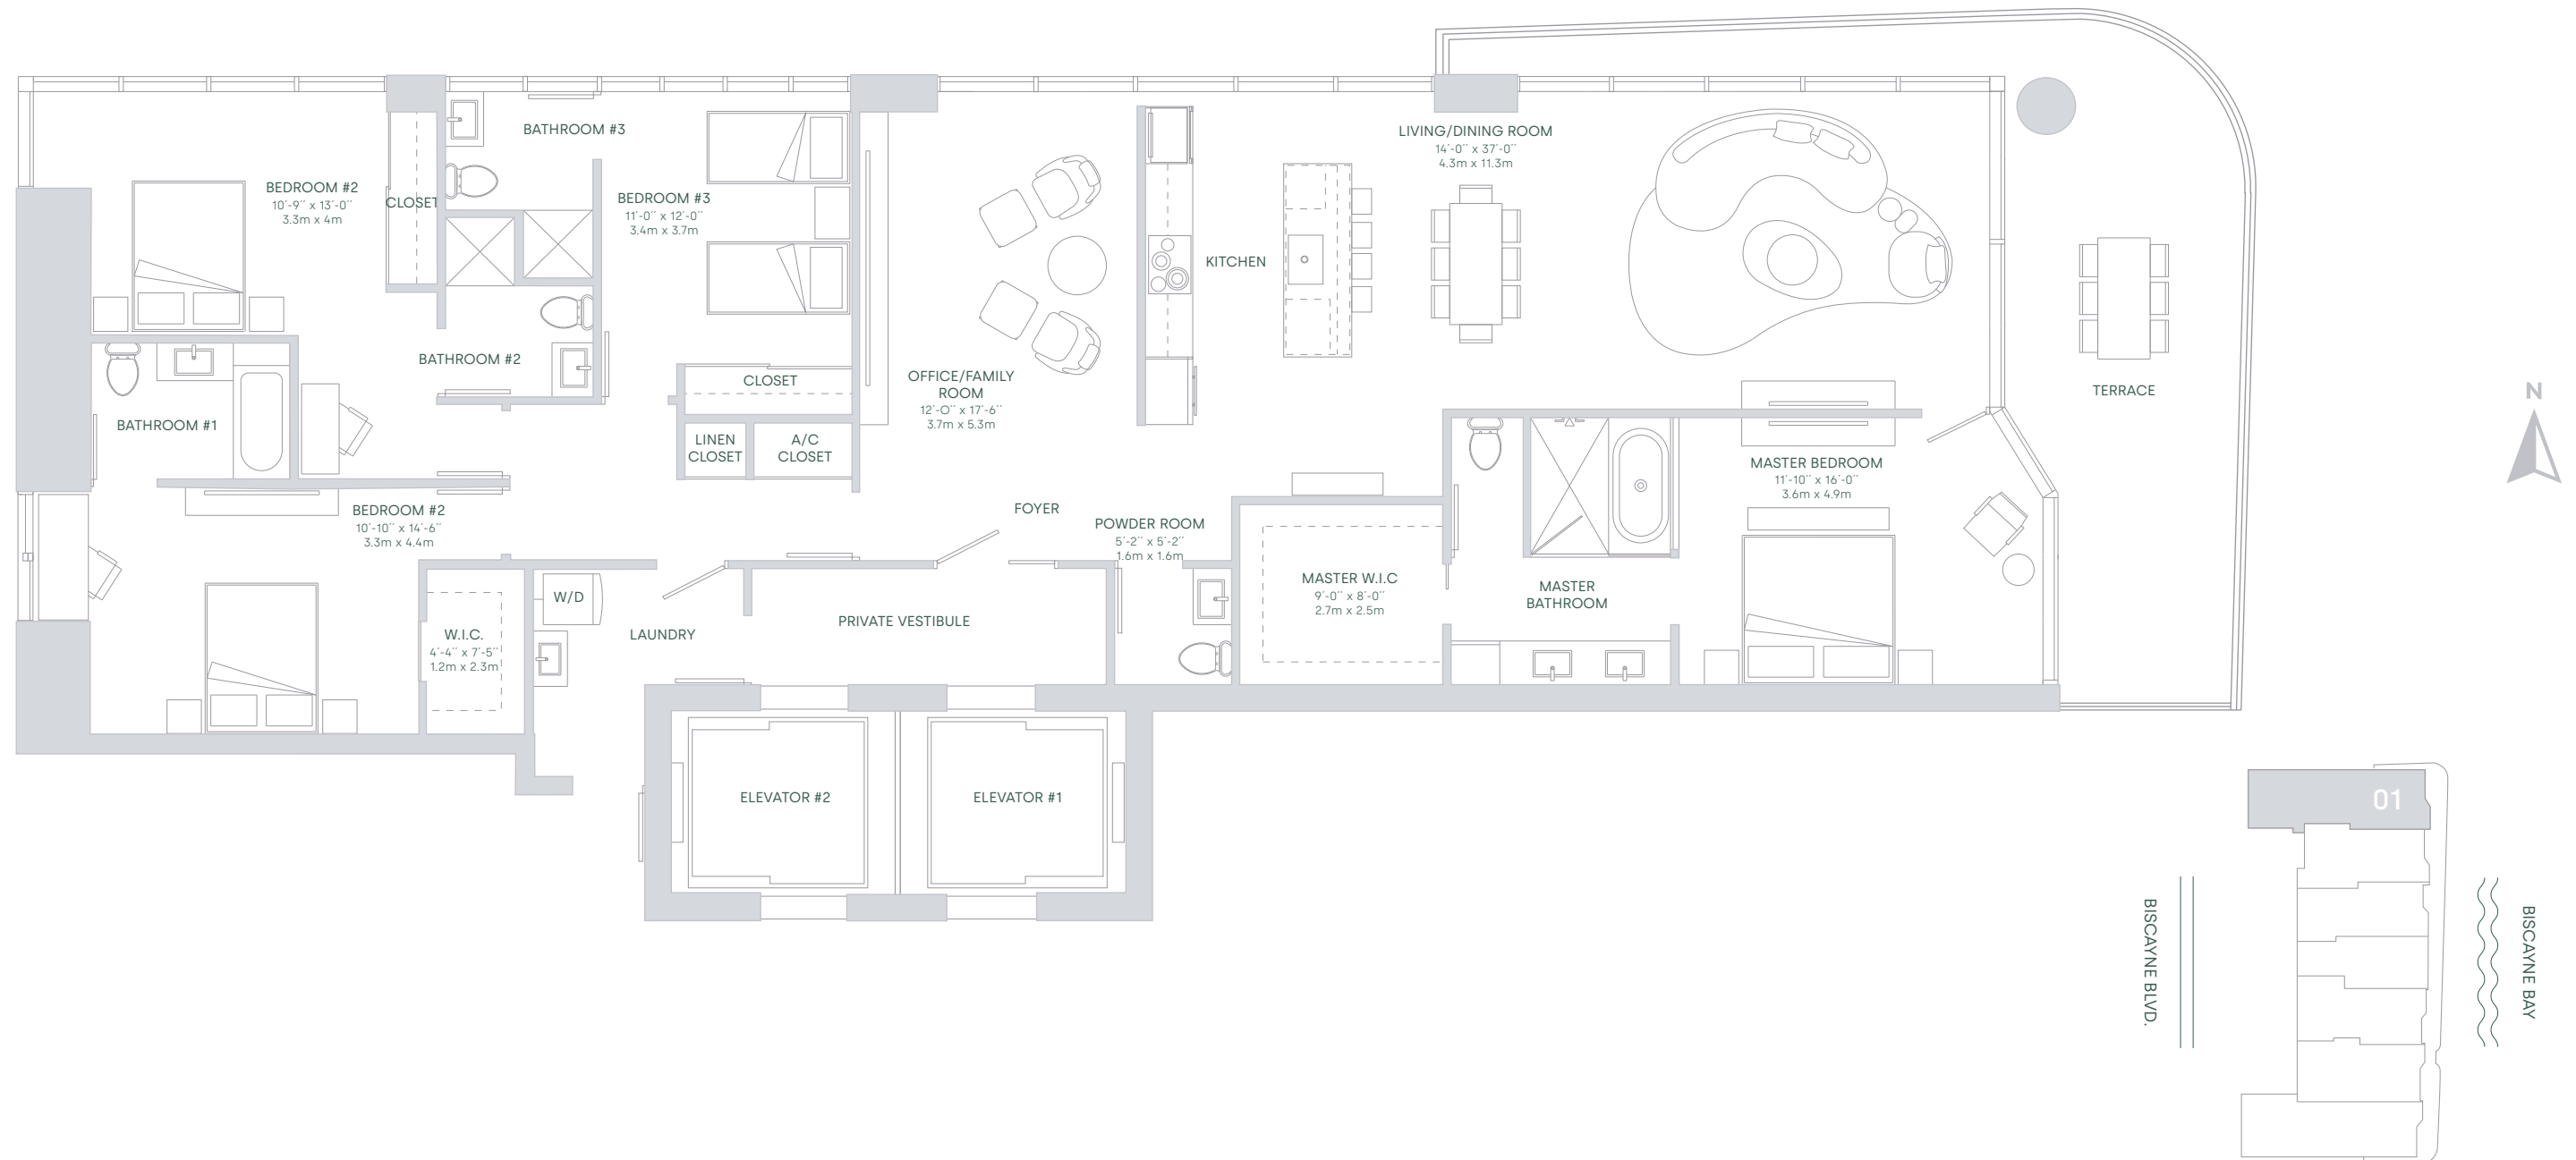 BATHROOM #3
LIVING/DINING ROOM
14´-0´´ x 37´-0´´
4.3m x 11.3m
BEDROOM #2
10´-9´´ x 13´-0´´
3.3m x 4m
CLOSET
BEDROOM #3
11´-0´´ x 12´-0´´
3.4m x 3.7m
KITCHEN
BATHROOM #2
CLOSET
OFFICE/FAMILY
ROOM
12´-O´´ x 17´-6´´
3.7m x 5.3m
TERRACE
N
BATHROOM #1
LINEN
CLOSET
A/C
CLOSET
MASTER BEDROOM
11´-10´´ x 16´-0´´
3.6m x 4.9m
BEDROOM #2
10´-10´´ x 14´-6´´
3.3m x 4.4m
FOYER
POWDER ROOM
5´-2´´ x 5´-2´´
1.6m x 1.6m
MASTER W.I.C
9´-0´´ x 8´-0´´
2.7m x 2.5m
MASTER
BATHROOM
W/D
W.I.C.
4´-4´´ x 7´-5´´
1.2m x 2.3m
LAUNDRY
PRIVATE VESTIBULE
ELEVATOR #2
ELEVATOR #1
01
BISCAYNE BLVD.
BISCAYNE BAY